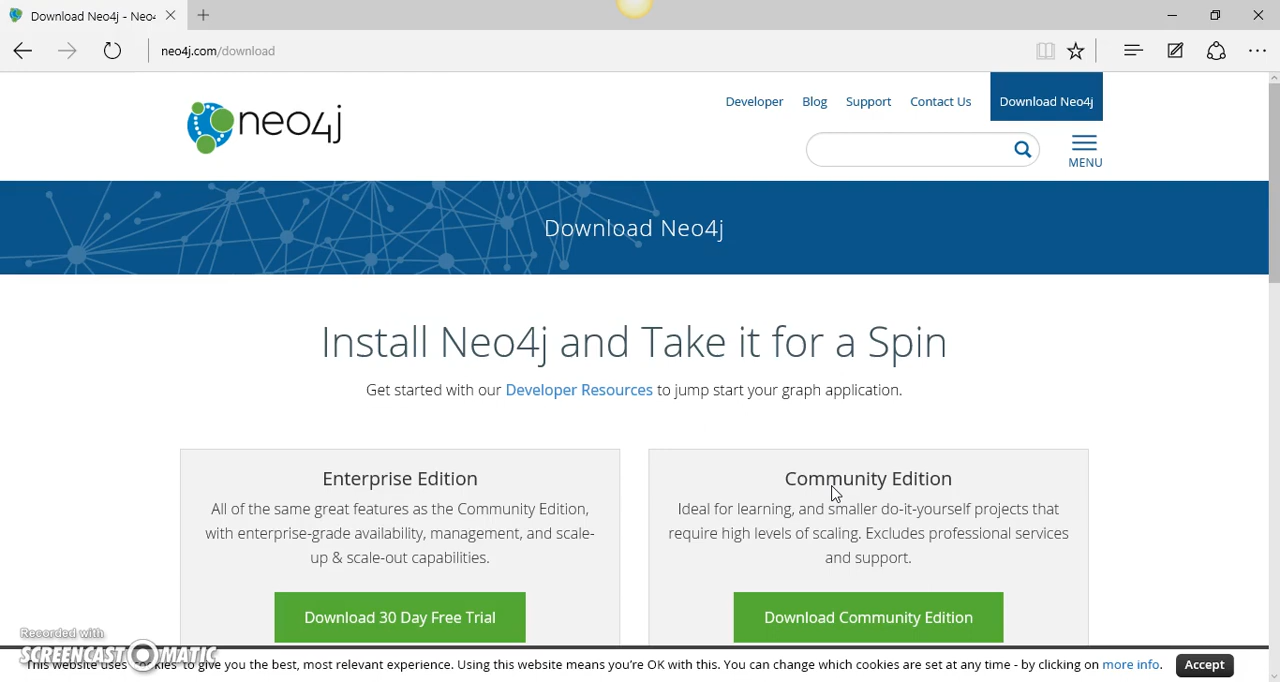 Download Neo4j - Neo4
neo4j.com/download
neo4j
Developer Blog Support Contact Us Download Neo4j
MENU
Download Neo4j
Install Neo4j and Take it for a Spin
Get started with our Developer Resources to jump start your graph application.
Enterprise Edition
All of the same great features as the Community Edition,
with enterprise-grade availability, management, and scale-
up & scale-out capabilities.
Download 30 Day Free Trial
Community Edition
Ideal for learning, and smaller do-it-yourself projects that
require high levels of scaling. Excludes professional services
and support.
Download Community Edition
Recorded with
SCREENCAST MATIC
This website uses cookies to give you the best, most relevant experience. Using this website means you're OK with this. You can change which cookies are set at any time - by clicking on more info. Accept